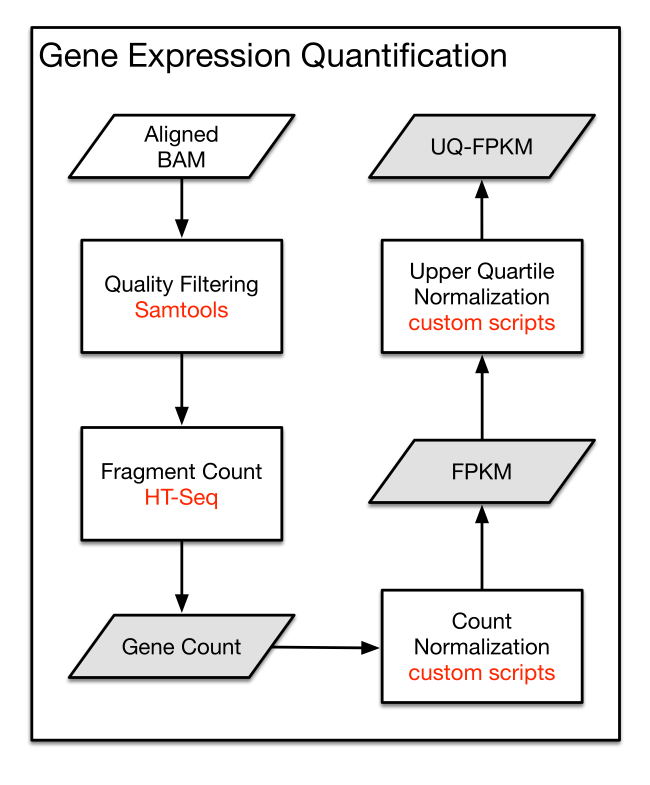 Gene Expression Quantification
Aligned
BAM
Quality Filtering
Samtools
Fragment Count
HT-Seq
Gene Count
Count
Normalization
custom scripts
FPKM
Upper Quartile
Normalization
custom scripts
UQ-FPKM